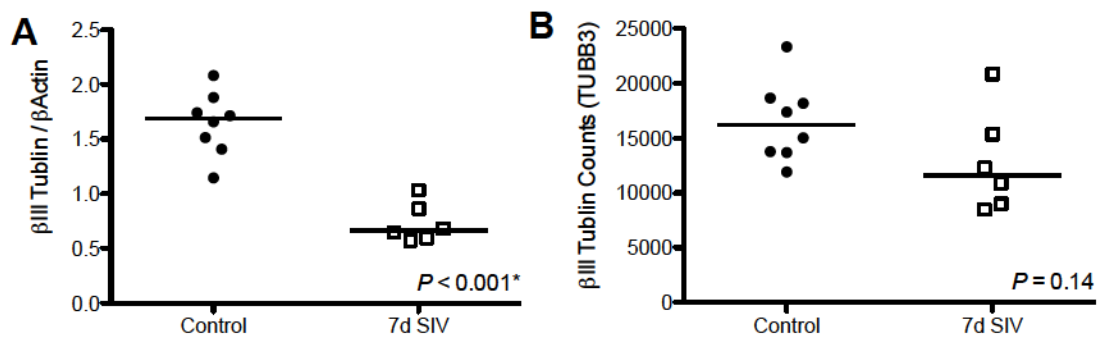 A
βIII Tublin / βActin
2.5
2.0
1.5
1.0
0.5
0.0
Control
7d SIV
P < 0.001*
B
βIII Tublin Counts (TUBB3)
25000
20000
15000
10000
5000
0
Control
7d SIV
P = 0.14